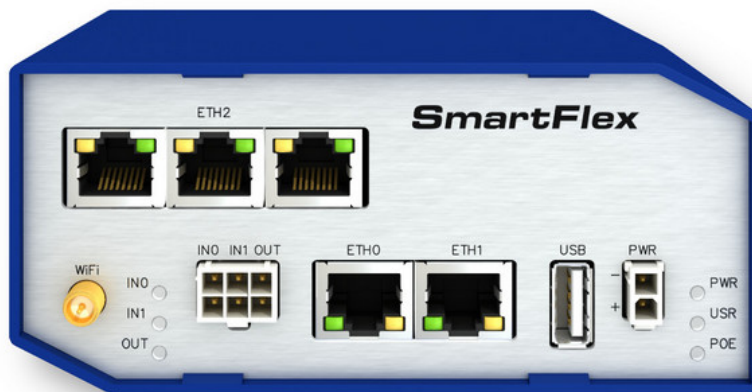 ETH2
SmartFlex
WiFi
IN0
IN1
OUT
IN0 IN1 OUT
ETH0
ETH1
USB
PWR
-
+
PWR
USR
POE